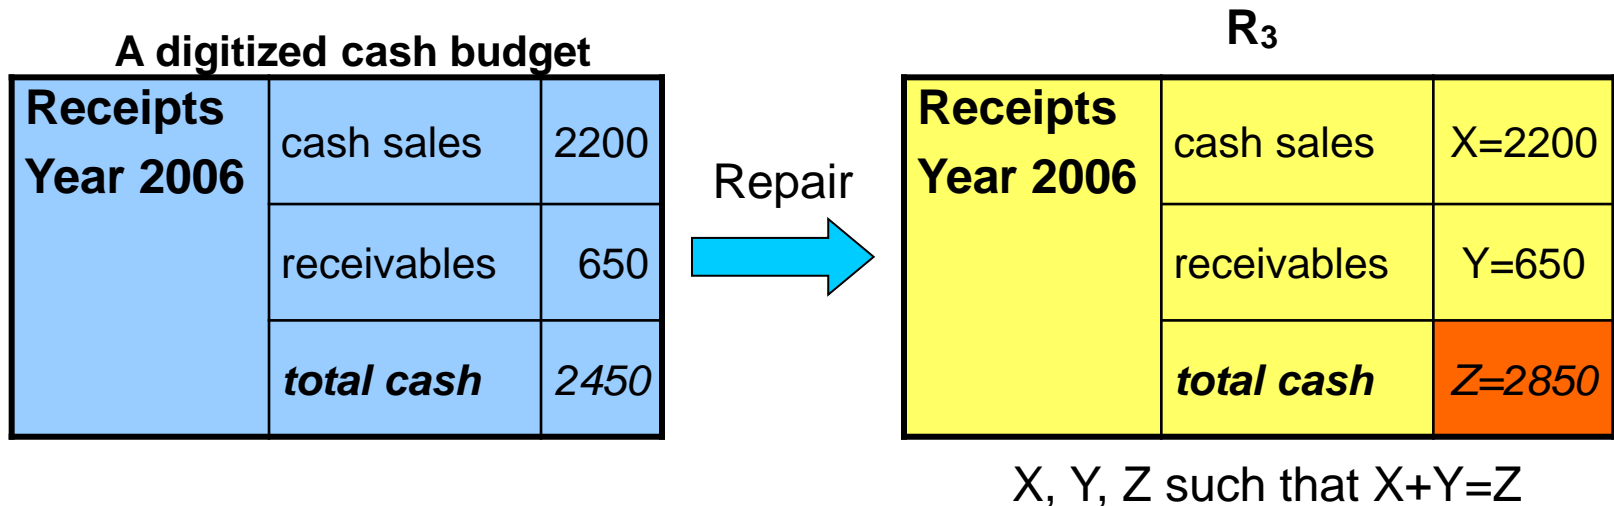 A digitized cash budget
Receipts
Year 2006
cash sales
2200
receivables
650
total cash
2450
Repair
R₃
Receipts
Year 2006
cash sales
X=2200
receivables
Y=650
total cash
Z=2850
X, Y, Z such that X+Y=Z